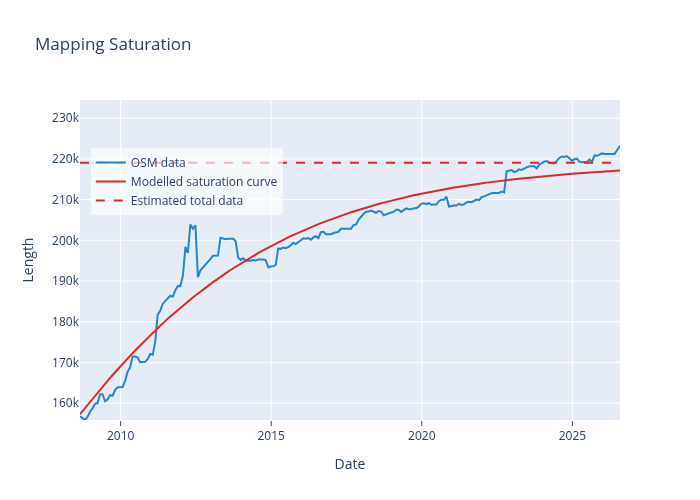 Mapping Saturation
230k
220k
210k
200k
190k
180k
170k
160k
Length
OSM data
Modelled saturation curve
Estimated total data
2010
2015
2020
2025
Date